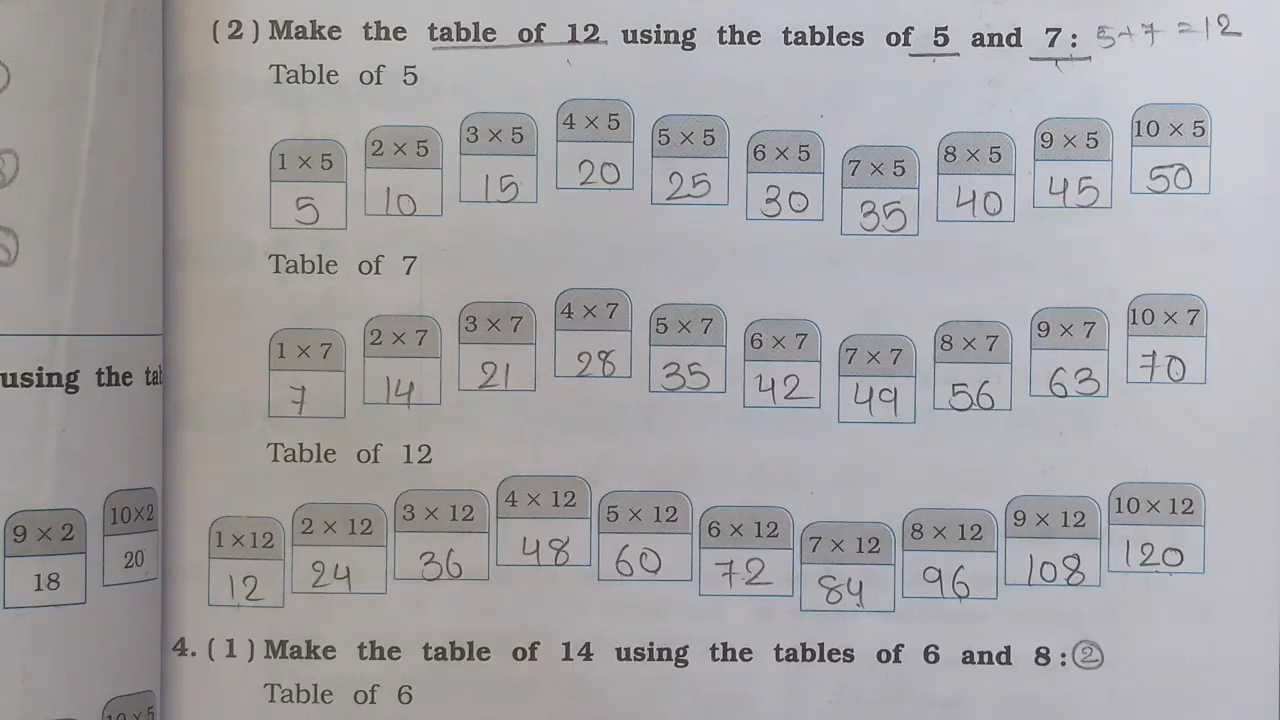 (2) Make the table of 12 using the tables of 5 and 7: 5+7 = 12
Table of 5
1 × 5 2 × 5 3 × 5 4 × 5 5 × 5 6 × 5 7 × 5 8 × 5 9 × 5 10 × 5
5 10 15 20 25 30 35 40 45 50
Table of 7
1 × 7 2 × 7 3 × 7 4 × 7 5 × 7 6 × 7 7 × 7 8 × 7 9 × 7 10 × 7
7 14 21 28 35 42 49 56 63 70
Table of 12
1 ×12 2 × 12 3 × 12 4 × 12 5 × 12 6 × 12 7 × 12 8 × 12 9 × 12 10 × 12
12 24 36 48 60 72 84 96 108 120
4. (1) Make the table of 14 using the tables of 6 and 8: 2
Table of 6
using the
9 × 2 10×2
18 20